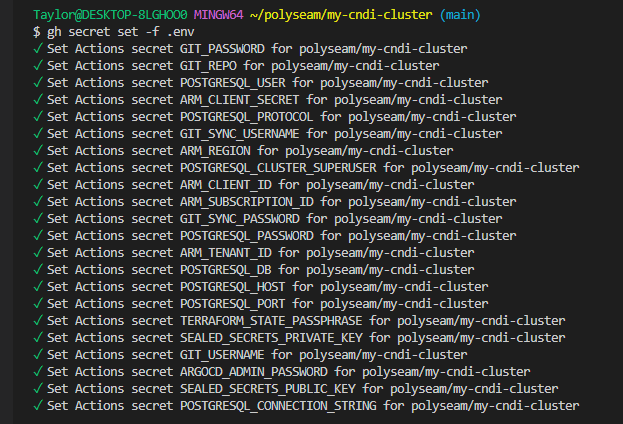 Taylor@DESKTOP-8LGHOO0 MINGW64 ~/polyseam/my-cndi-cluster (main)
$ gh secret set -f .env
✓ Set Actions secret GIT_PASSWORD for polyseam/my-cndi-cluster
✓ Set Actions secret GIT_REPO for polyseam/my-cndi-cluster
✓ Set Actions secret POSTGRESQL_USER for polyseam/my-cndi-cluster
✓ Set Actions secret ARM_CLIENT_SECRET for polyseam/my-cndi-cluster
✓ Set Actions secret POSTGRESQL_PROTOCOL for polyseam/my-cndi-cluster
✓ Set Actions secret GIT_SYNC_USERNAME for polyseam/my-cndi-cluster
✓ Set Actions secret ARM_REGION for polyseam/my-cndi-cluster
✓ Set Actions secret POSTGRESQL_CLUSTER_SUPERUSER for polyseam/my-cndi-cluster
✓ Set Actions secret ARM_CLIENT_ID for polyseam/my-cndi-cluster
✓ Set Actions secret ARM_SUBSCRIPTION_ID for polyseam/my-cndi-cluster
✓ Set Actions secret GIT_SYNC_PASSWORD for polyseam/my-cndi-cluster
✓ Set Actions secret POSTGRESQL_PASSWORD for polyseam/my-cndi-cluster
✓ Set Actions secret ARM_TENANT_ID for polyseam/my-cndi-cluster
✓ Set Actions secret POSTGRESQL_DB for polyseam/my-cndi-cluster
✓ Set Actions secret POSTGRESQL_HOST for polyseam/my-cndi-cluster
✓ Set Actions secret POSTGRESQL_PORT for polyseam/my-cndi-cluster
✓ Set Actions secret TERRAFORM_STATE_PASSPHRASE for polyseam/my-cndi-cluster
✓ Set Actions secret SEALED_SECRETS_PRIVATE_KEY for polyseam/my-cndi-cluster
✓ Set Actions secret GIT_USERNAME for polyseam/my-cndi-cluster
✓ Set Actions secret ARGOCD_ADMIN_PASSWORD for polyseam/my-cndi-cluster
✓ Set Actions secret SEALED_SECRETS_PUBLIC_KEY for polyseam/my-cndi-cluster
✓ Set Actions secret POSTGRESQL_CONNECTION_STRING for polyseam/my-cndi-cluster